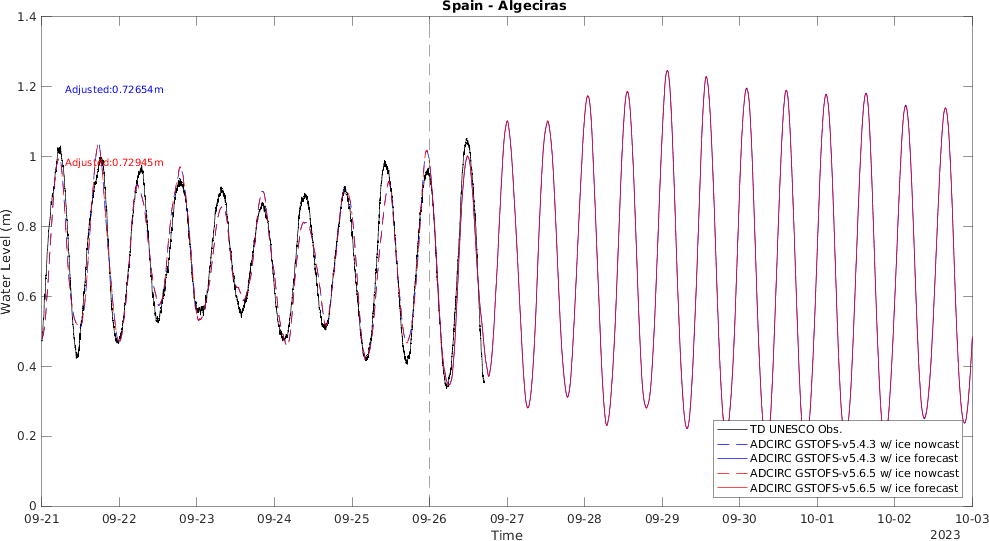 Spain - Algeciras
1.4
1.2
1
0.8
0.6
0.4
0.2
0
Water Level (m)
Adjusted:0.72654m
Adjusted:0.72945m
TD UNESCO Obs.
ADCIRC GSTOFS-v5.4.3 w/ ice nowcast
ADCIRC GSTOFS-v5.4.3 w/ ice forecast
ADCIRC GSTOFS-v5.6.5 w/ ice nowcast
ADCIRC GSTOFS-v5.6.5 w/ ice forecast
09-21 09-22 09-23 09-24 09-25 09-26 09-27 09-28 09-29 09-30 10-01 10-02 10-03
Time
2023